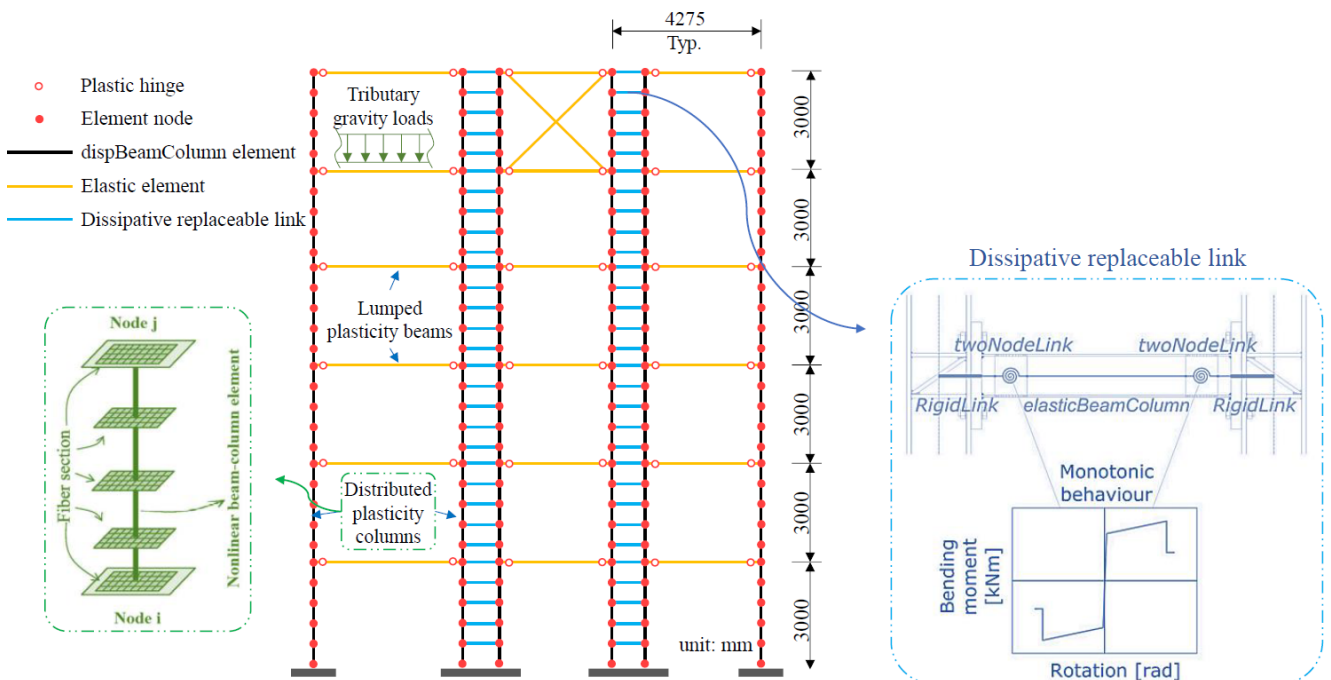 4275
Typ.
Plastic hinge
Element node
dispBeamColumn element
Elastic element
Dissipative replaceable link
Tributary
gravity loads
3000
3000
3000
3000
3000
3000
Lumped
plasticity beams
Distributed
plasticity
columns
unit: mm
Node j
Fiber section
Nonlinear beam-column element
Node i
Dissipative replaceable link
twoNodeLink twoNodeLink
RigidLink elasticBeamColumn RigidLink
Monotonic
behaviour
Bending
moment
[kNm]
Rotation [rad]